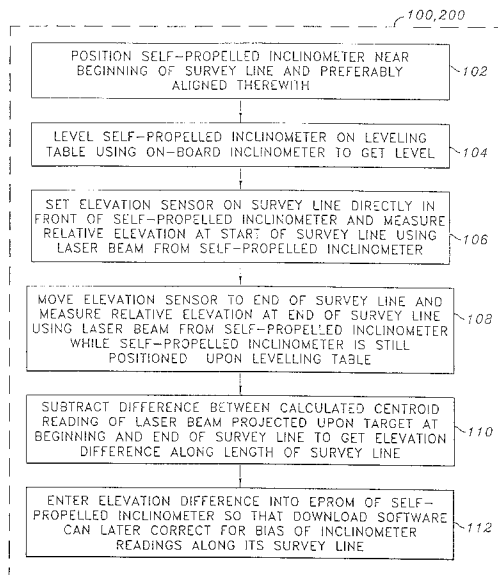 100,200
POSITION SELF-PROPELLED INCLINOMETER NEAR
BEGINNING OF SURVEY LINE AND PREFERABLY
ALIGNED THEREWITH
102
LEVEL SELF-PROPELLED INCLINOMETER ON LEVELING
TABLE USING ON-BOARD INCLINOMETER TO GET LEVEL
104
SET ELEVATION SENSOR ON SURVEY LINE DIRECTLY IN
FRONT OF SELF-PROPELLED INCLINOMETER AND MEASURE
RELATIVE ELEVATION AT START OF SURVEY LINE USING
LASER BEAM FROM SELF-PROPELLED INCLINOMETER
106
MOVE ELEVATION SENSOR TO END OF SURVEY LINE AND
MEASURE RELATIVE ELEVATION AT END OF SURVEY LINE
USING LASER BEAM FROM SELF-PROPELLED INCLINOMETER
WHILE SELF-PROPELLED INCLINOMETER IS STILL
POSITIONED UPON LEVELLING TABLE
108
SUBTRACT DIFFERENCE BETWEEN CALCULATED CENTROID
READING OF LASER BEAM PROJECTED UPON TARGET AT
BEGINNING AND END OF SURVEY LINE TO GET ELEVATION
DIFFERENCE ALONG LENGTH OF SURVEY LINE
110
ENTER ELEVATION DIFFERENCE INTO EPROM OF SELF-
PROPELLED INCLINOMETER SO THAT DOWNLOAD SOFTWARE
CAN LATER CORRECT FOR BIAS OF INCLINOMETER
READINGS ALONG ITS SURVEY LINE
112